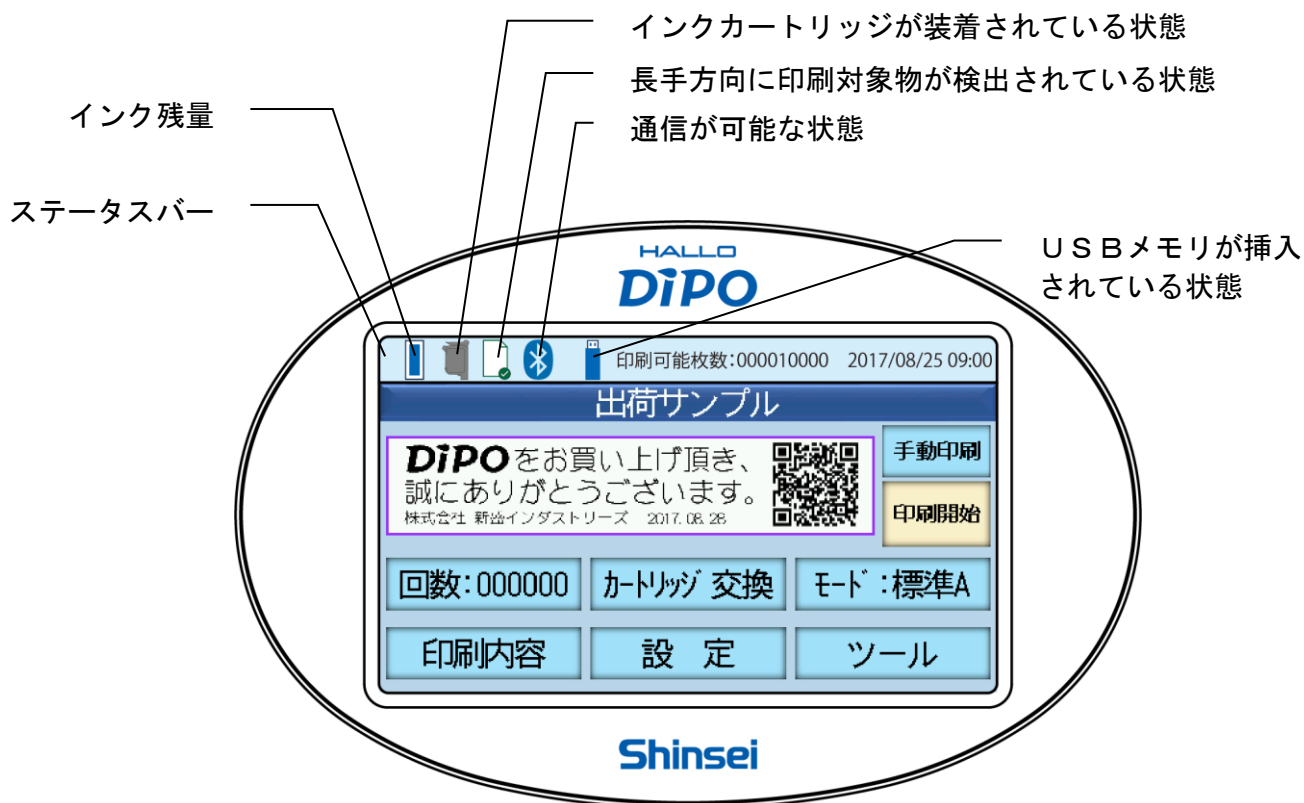 インクカートリッジが装着されている状態
長手方向に印刷対象物が検出されている状態
インク残量
通信が可能な状態
ステータスバー
ＵＳＢメモリが挿入
されている状態
HALLO
DiPO
印刷可能枚数:000010000 2017/08/25 09:00
出荷サンプル
DiPOをお買い上げ頂き、
誠にありがとうございます。
株式会社 新盛インダストリーズ 2017.08.28
手動印刷
印刷開始
回数:000000
ｶｰﾄﾘｯｼﾞ 交換
ﾓｰﾄﾞ:標準A
印刷内容
設 定
ツール
Shinsei